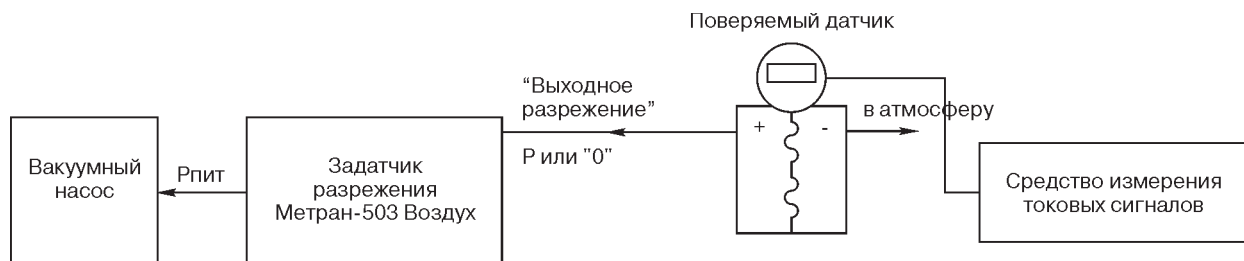 Поверяемый датчик
“Выходное
разрежение”
Р или "0"
+
-
в атмосферу
Вакуумный
насос
Рпит
Задатчик
разрежения
Метран-503 Воздух
Средство измерения
токовых сигналов